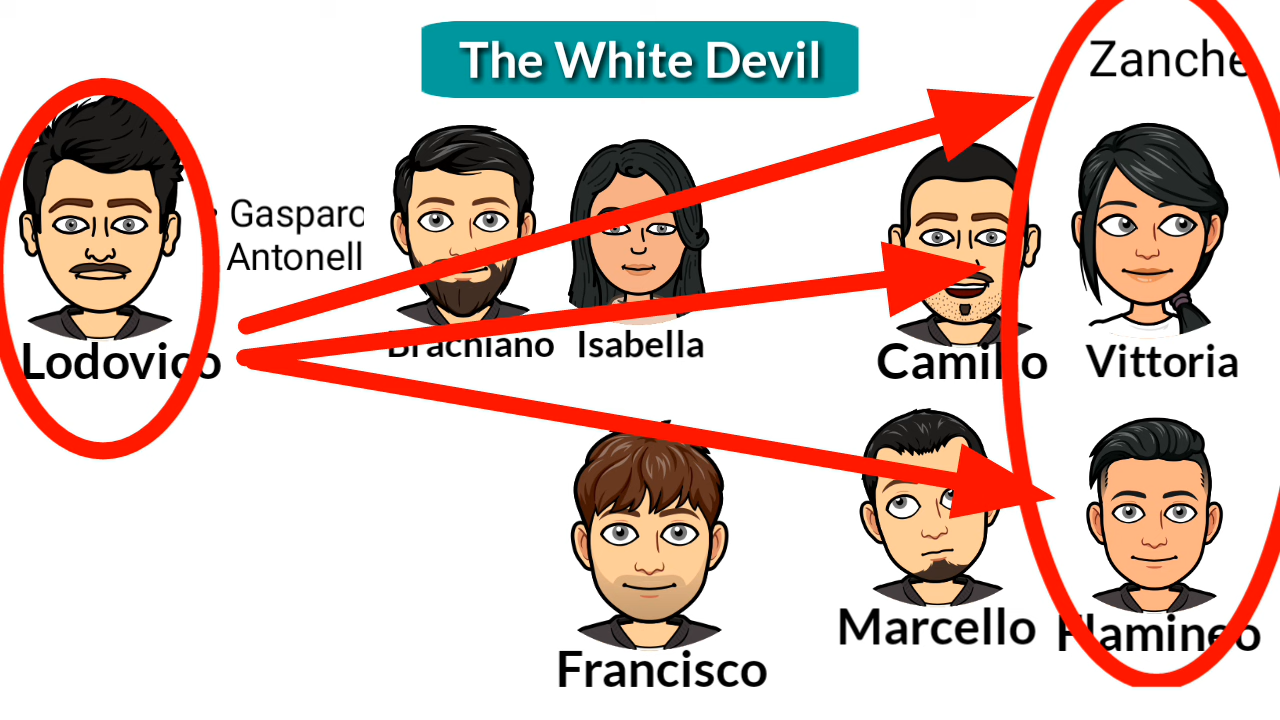 The White Devil
Zanche
Gasparo
Antonell
Lodovico
Brachiano
Isabella
Camillo
Vittoria
Marcello
Flamineo
Francisco